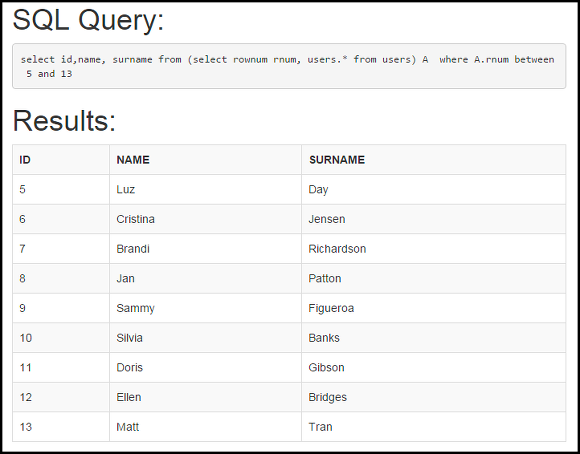 SQL Query:
select id,name, surname from (select rownum rnum, users.* from users) A  where A.rnum between
5 and 13
Results:
ID NAME SURNAME
5 Luz Day
6 Cristina Jensen
7 Brandi Richardson
8 Jan Patton
9 Sammy Figueroa
10 Silvia Banks
11 Doris Gibson
12 Ellen Bridges
13 Matt Tran